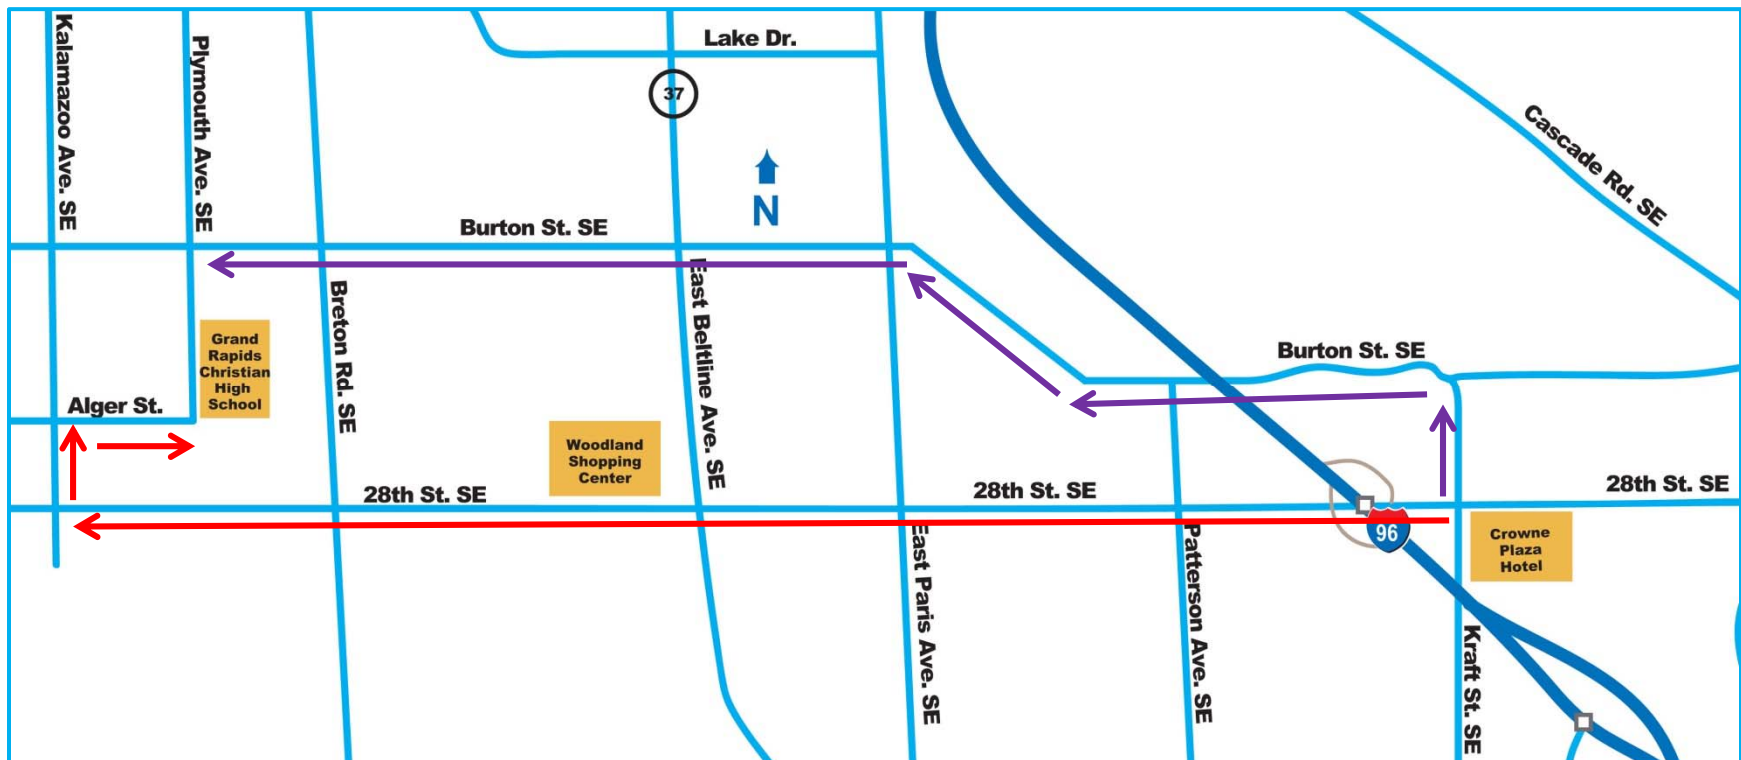 Kalamazoo Ave. SE
Plymouth Ave. SE
Lake Dr.
37
Cascade Rd. SE
N
Burton St. SE
Breton Rd. SE
East Beltline Ave. SE
Grand
Rapids
Christian
High
School
Burton St. SE
Alger St.
Woodland
Shopping
Center
28th St. SE
28th St. SE
28th St. SE
East Paris Ave. SE
Patterson Ave. SE
96
Crowne
Plaza
Hotel
Kraft St. SE